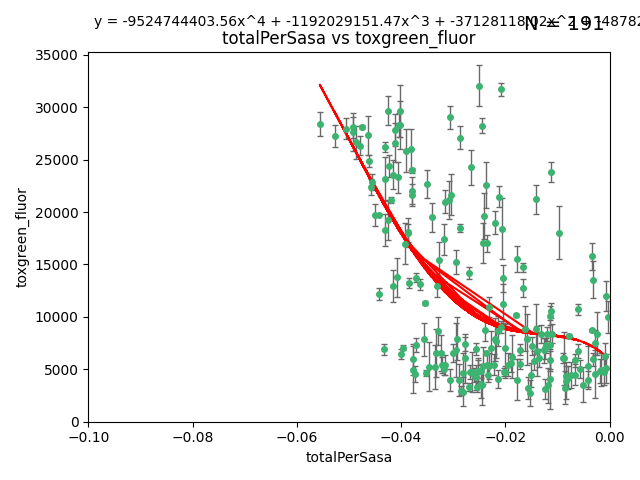 y = -9524744403.56x^4 + -1192029151.47x^3 + -37128118
N = 191
totalPerSasa vs toxgreen_fluor
35000
30000
25000
20000
15000
10000
5000
0
toxgreen_fluor
−0.10 −0.08 −0.06 −0.04 −0.02 0.00
totalPerSasa